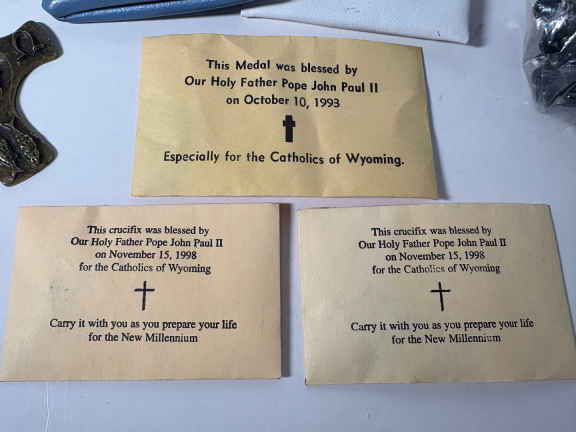 This Medal was blessed by
Our Holy Father Pope John Paul II
on October 10, 1993
Especially for the Catholics of Wyoming.
This crucifix was blessed by
Our Holy Father Pope John Paul II
on November 15, 1998
for the Catholics of Wyoming
Carry it with you as you prepare your life
for the New Millennium
This crucifix was blessed by
Our Holy Father Pope John Paul II
on November 15, 1998
for the Catholics of Wyoming
Carry it with you as you prepare your life
for the New Millennium